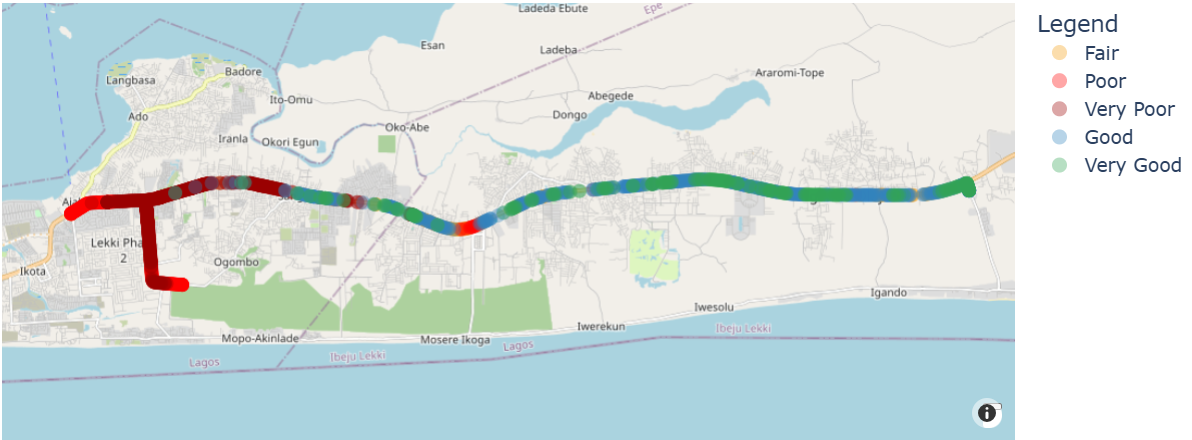 Ladeda Ebute
Epe
Legend
Fair
Poor
Very Poor
Good
Very Good
Esan
Ladeba
Langbasa
Badore
Araromi-Tope
Ito-Omu
Abegede
Ado
Dongo
Oko-Abe
Iranla
Okori Egun
Lekki Pha
2
Ogombo
Ikota
Igando
Iwesolu
Iwerekun
Ibeju Lekki
Mopo-Akinlade
Mosere Ikoga
Lagos
Ibeju Lekki
Lagos